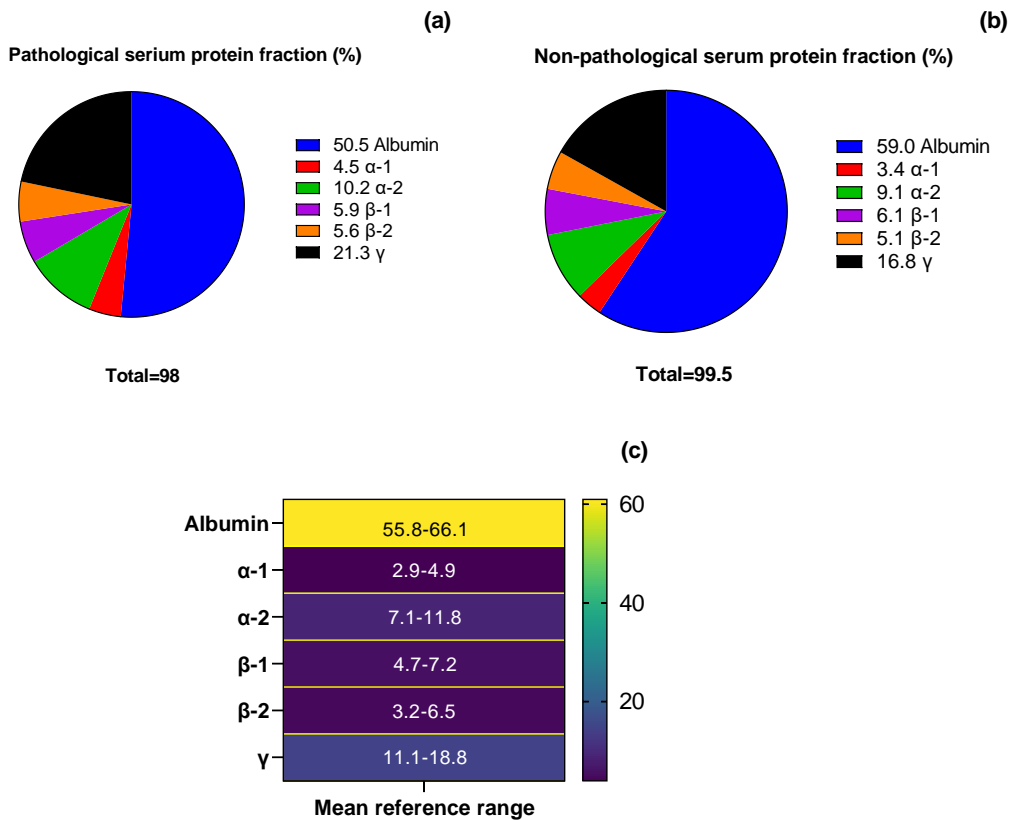 (a)
Pathological serium protein fraction (%)
50.5 Albumin
4.5 α-1
10.2 α-2
5.9 β-1
5.6 β-2
21.3 γ
Total=98
(b)
Non-pathological serum protein fraction (%)
59.0 Albumin
3.4 α-1
9.1 α-2
6.1 β-1
5.1 β-2
16.8 γ
Total=99.5
(c)
Albumin 55.8-66.1
α-1 2.9-4.9
α-2 7.1-11.8
β-1 4.7-7.2
β-2 3.2-6.5
γ 11.1-18.8
Mean reference range
60
40
20